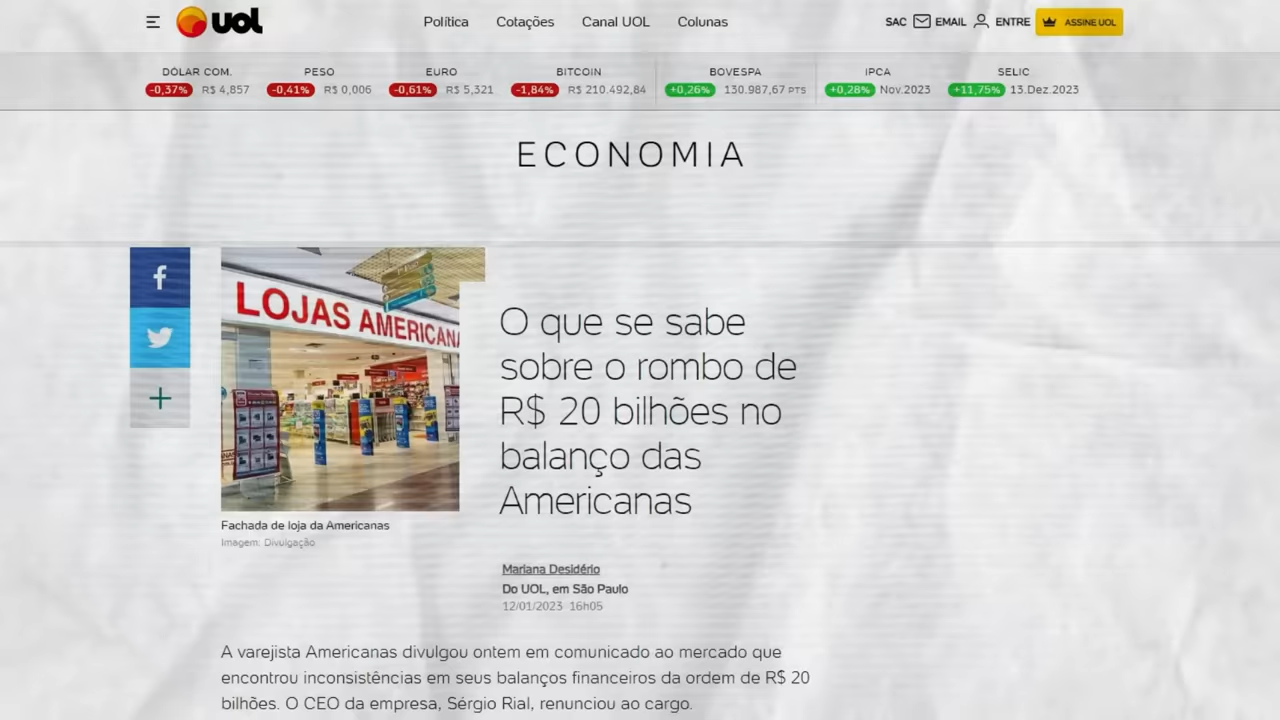 UOL
Política Cotações Canal UOL Colunas
SAC EMAIL ENTRE ASSINE UOL
DÓLAR COM. PESO EURO BITCOIN BOVESPA IPCA SELIC
-0,37% R$ 4,857 -0,41% R$ 0,006 -0,61% R$ 5,321 -1,84% R$ 210.492,84 +0,26% 130.987,67 PTS +0,28% Nov.2023 +11,75% 13.Dez.2023
ECONOMIA
LOJAS AMERICANA
O que se sabe
sobre o rombo de
R$ 20 bilhões no
balanço das
Americanas
Fachada de loja da Americanas
Imagem: Divulgação
Mariana Desidério
Do UOL, em São Paulo
12/01/2023 16h05
A varejista Americanas divulgou ontem em comunicado ao mercado que
encontrou inconsistências em seus balanços financeiros da ordem de R$ 20
bilhões. O CEO da empresa, Sérgio Rial, renunciou ao cargo.